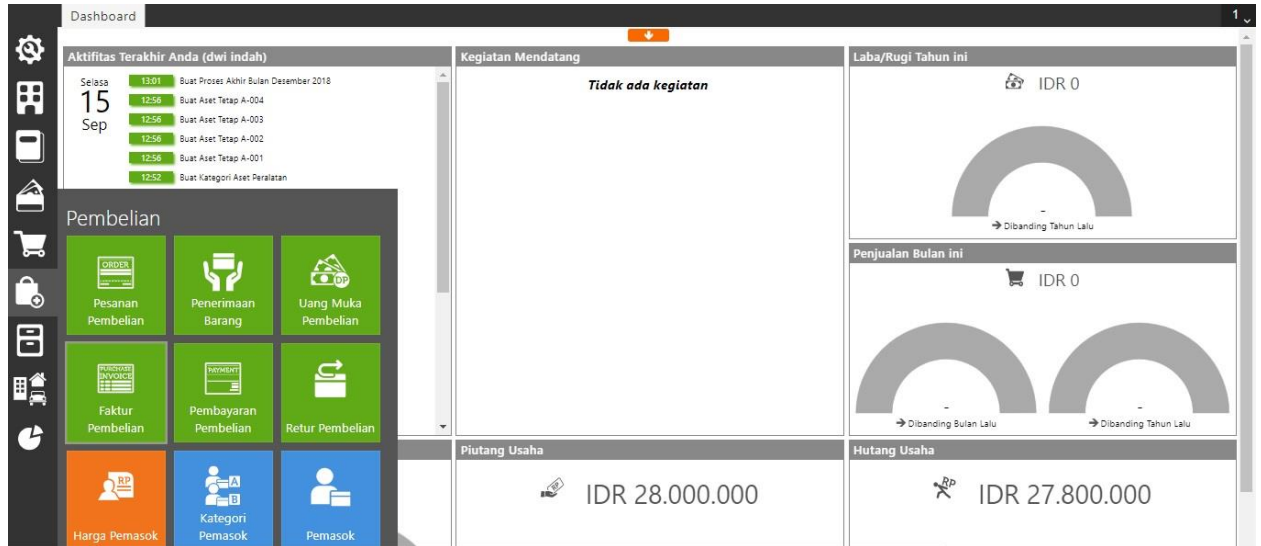 Dashboard
1
Aktifitas Terakhir Anda (dwi indah)
Selasa
15
Sep
13:01 Buat Proses Akhir Bulan Desember 2018
12:56 Buat Aset Tetap A-004
12:56 Buat Aset Tetap A-003
12:56 Buat Aset Tetap A-002
12:56 Buat Aset Tetap A-001
12:52 Buat Kategori Aset Peralatan
Kegiatan Mendatang
Tidak ada kegiatan
Laba/Rugi Tahun ini
IDR 0
-
Dibanding Tahun Lalu
Penjualan Bulan ini
IDR 0
-
Dibanding Bulan Lalu
-
Dibanding Tahun Lalu
Pembelian
ORDER
Pesanan
Pembelian
Penerimaan
Barang
DP
Uang Muka
Pembelian
PURCHASE
INVOICE
Faktur
Pembelian
PAYMENT
Pembayaran
Pembelian
Retur Pembelian
RP
Harga Pemasok
A
B
Kategori
Pemasok
Pemasok
Piutang Usaha
IDR 28.000.000
Hutang Usaha
RP
IDR 27.800.000